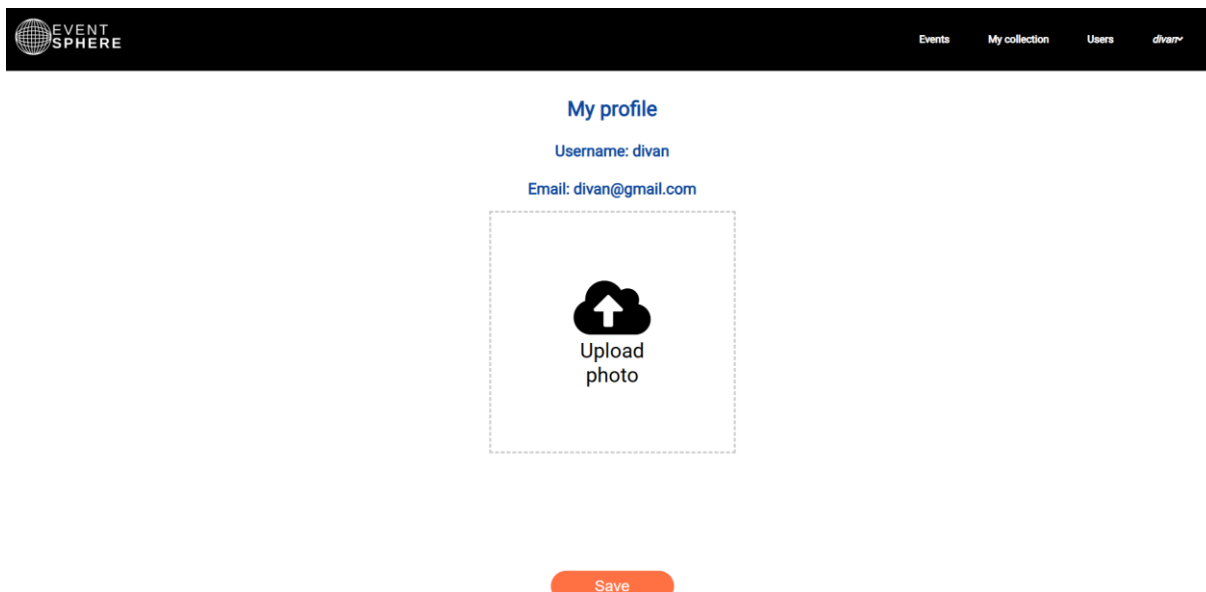 EVENT
SPHERE
Events My collection Users divan
My profile
Username: divan
Email: divan@gmail.com
Upload
photo
Save